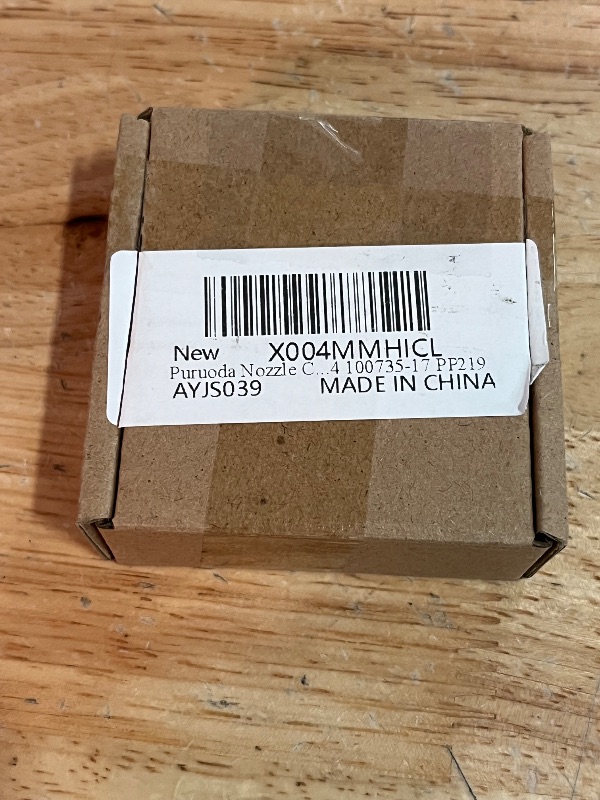 New X004MMHICL
Puruoda Nozzle C...4 100735-17 PP219
AYJS039 MADE IN CHINA